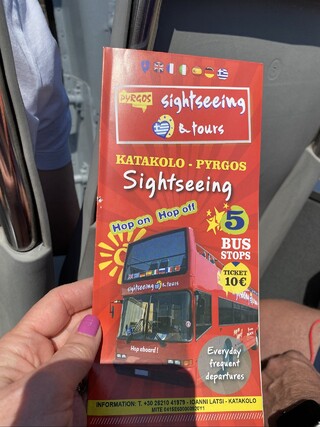 PYRGOS sightseeing
& tours
KATAKOLO - PYRGOS
Sightseeing
Hop on Hop off
5
BUS
STOPS
TICKET
10€
sightseeing & tours
Hop aboard!
Everyday
frequent
departures
INFORMATION: T. +30 26210 41979 - IOANNI LATSI - KATAKOLO